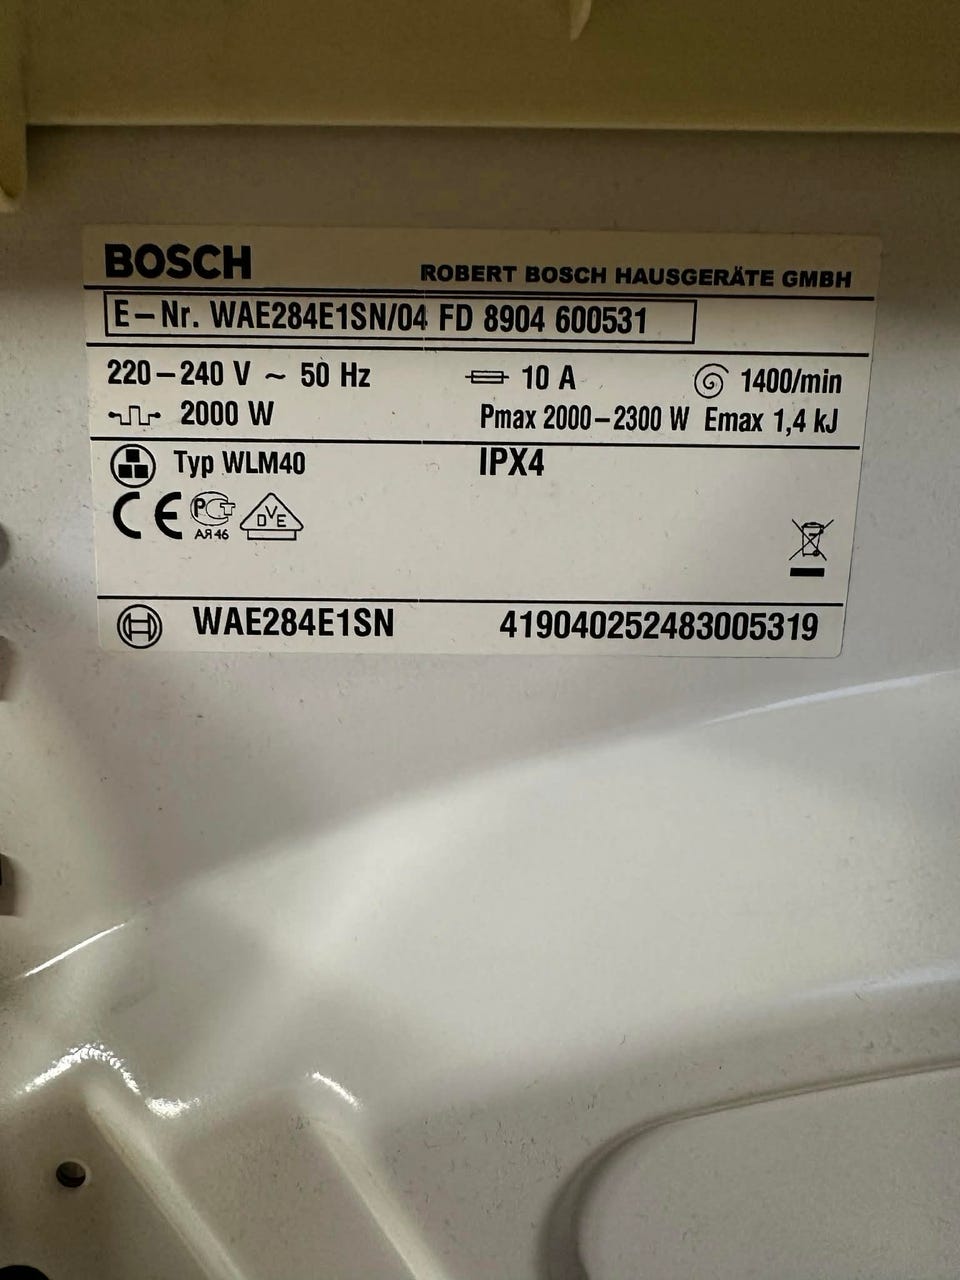 BOSCH
ROBERT BOSCH HAUSGERÄTE GMBH
E-Nr. WAE284E1SN/04 FD 8904 600531
220-240 V ~ 50 Hz 10 A 1400/min
2000 W Pmax 2000-2300 W Emax 1,4 kJ
Typ WLM40 IPX4
CE РСТ DVE
АЯ46
WAE284E1SN 419040252483005319